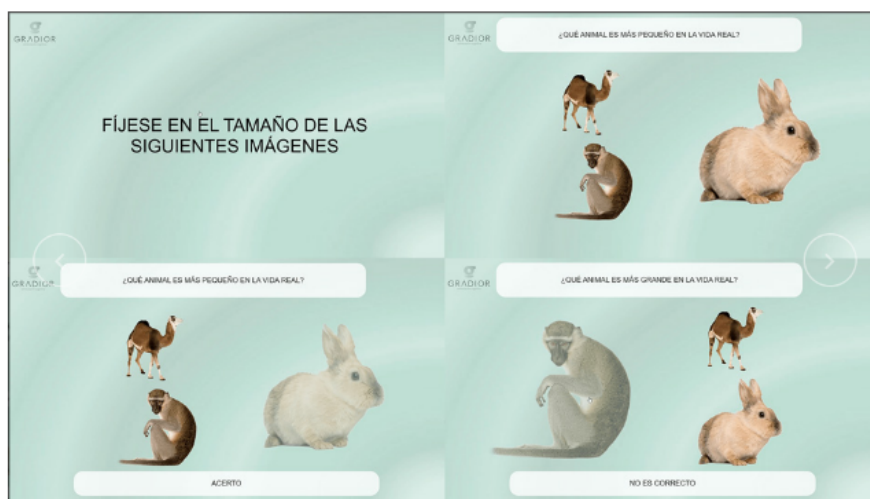 GRADIOR
FÍJESE EN EL TAMAÑO DE LAS
SIGUIENTES IMÁGENES
GRADIOR
¿QUÉ ANIMAL ES MÁS PEQUEÑO EN LA VIDA REAL?
GRADIOR
¿QUÉ ANIMAL ES MÁS PEQUEÑO EN LA VIDA REAL?
ACERTO
GRADIOR
¿QUÉ ANIMAL ES MÁS GRANDE EN LA VIDA REAL?
NO ES CORRECTO